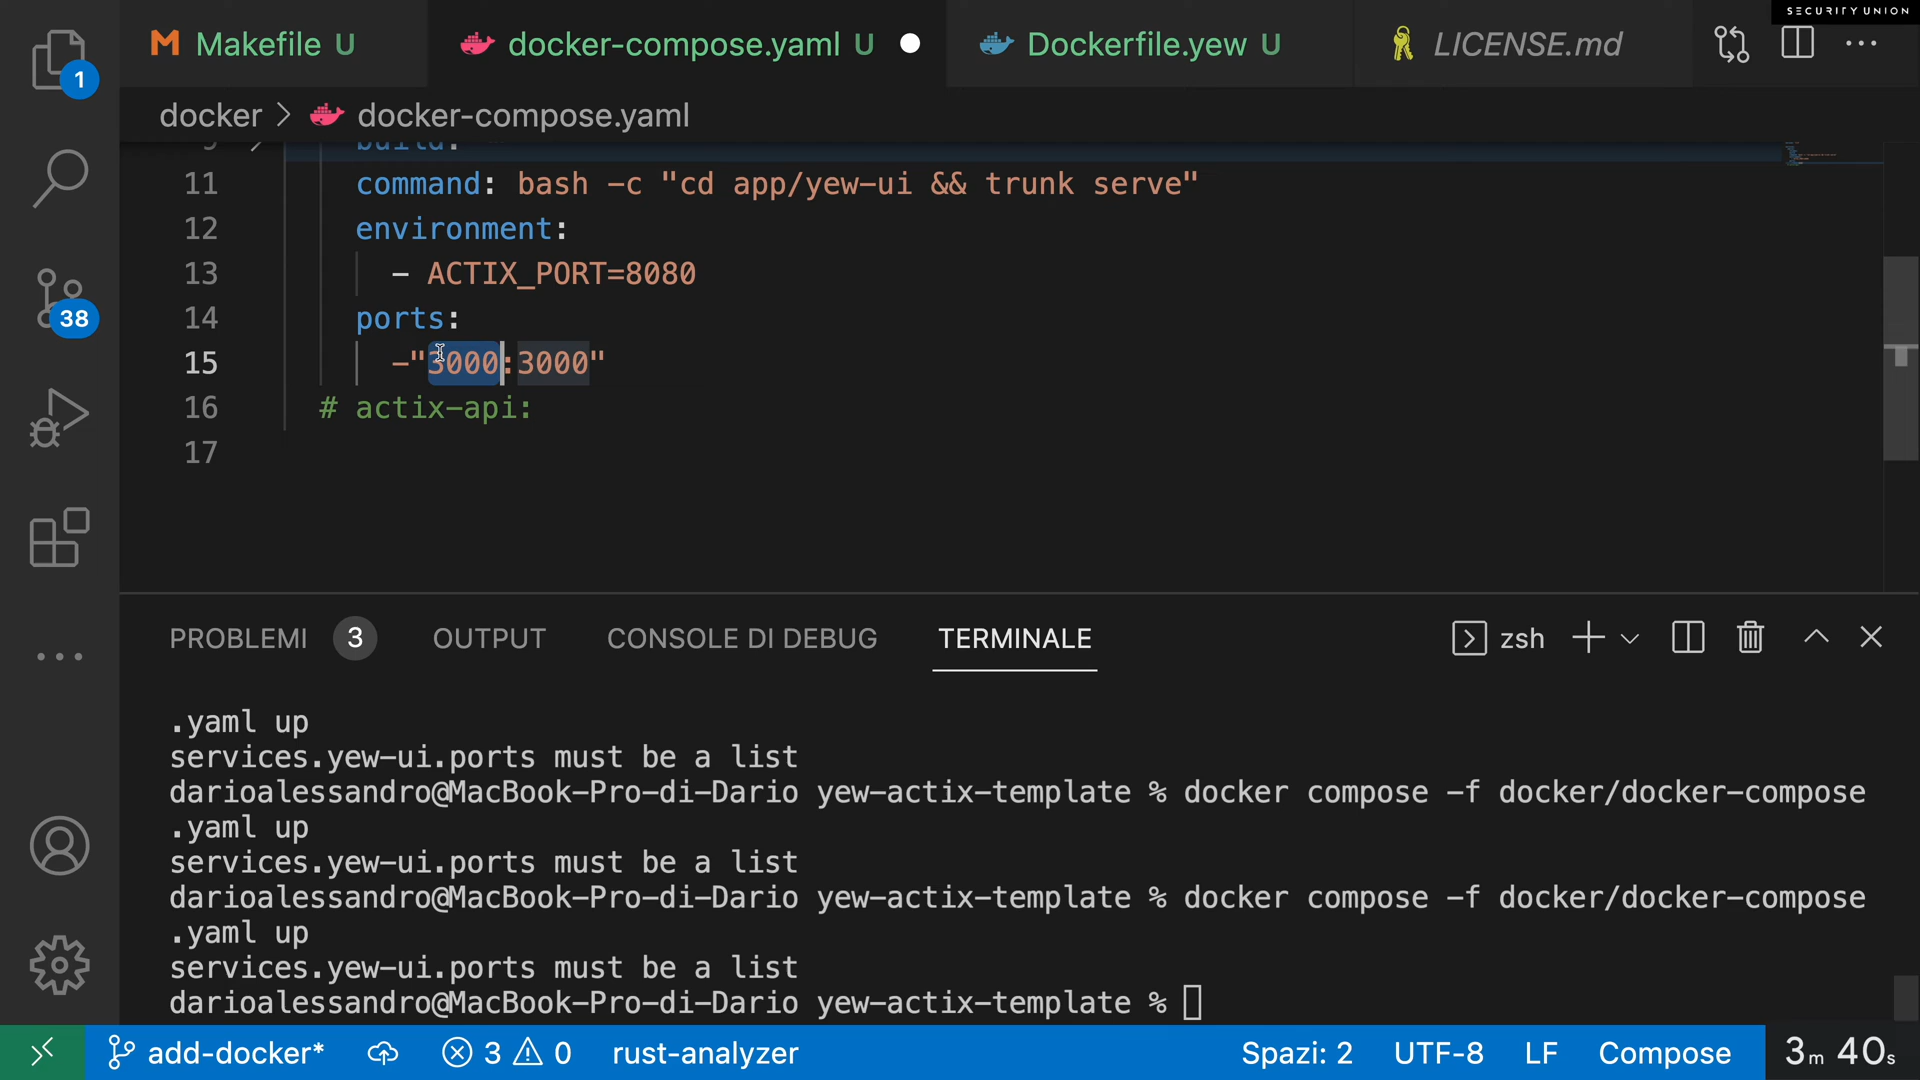 SECURITY UNION
Makefile U
docker-compose.yaml U
Dockerfile.yew U
LICENSE.md
1
docker > docker-compose.yaml
9 build:
11 command: bash -c "cd app/yew-ui && trunk serve"
12 environment:
13 - ACTIX_PORT=8080
14 ports:
15 -"3000:3000"
16 # actix-api:
17
38
PROBLEMI 3 OUTPUT CONSOLE DI DEBUG TERMINALE zsh
.yaml up
services.yew-ui.ports must be a list
darioalessandro@MacBook-Pro-di-Dario yew-actix-template % docker compose -f docker/docker-compose
.yaml up
services.yew-ui.ports must be a list
darioalessandro@MacBook-Pro-di-Dario yew-actix-template % docker compose -f docker/docker-compose
.yaml up
services.yew-ui.ports must be a list
darioalessandro@MacBook-Pro-di-Dario yew-actix-template %
add-docker* 3 0 rust-analyzer Spazi: 2 UTF-8 LF Compose 3m 40s